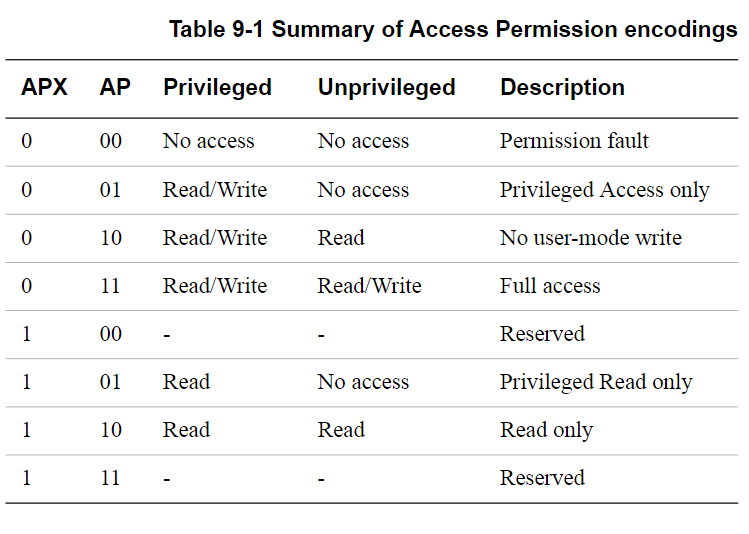 Table 9-1 Summary of Access Permission encodings
APX AP Privileged Unprivileged Description
0 00 No access No access Permission fault
0 01 Read/Write No access Privileged Access only
0 10 Read/Write Read No user-mode write
0 11 Read/Write Read/Write Full access
1 00 - - Reserved
1 01 Read No access Privileged Read only
1 10 Read Read Read only
1 11 - - Reserved